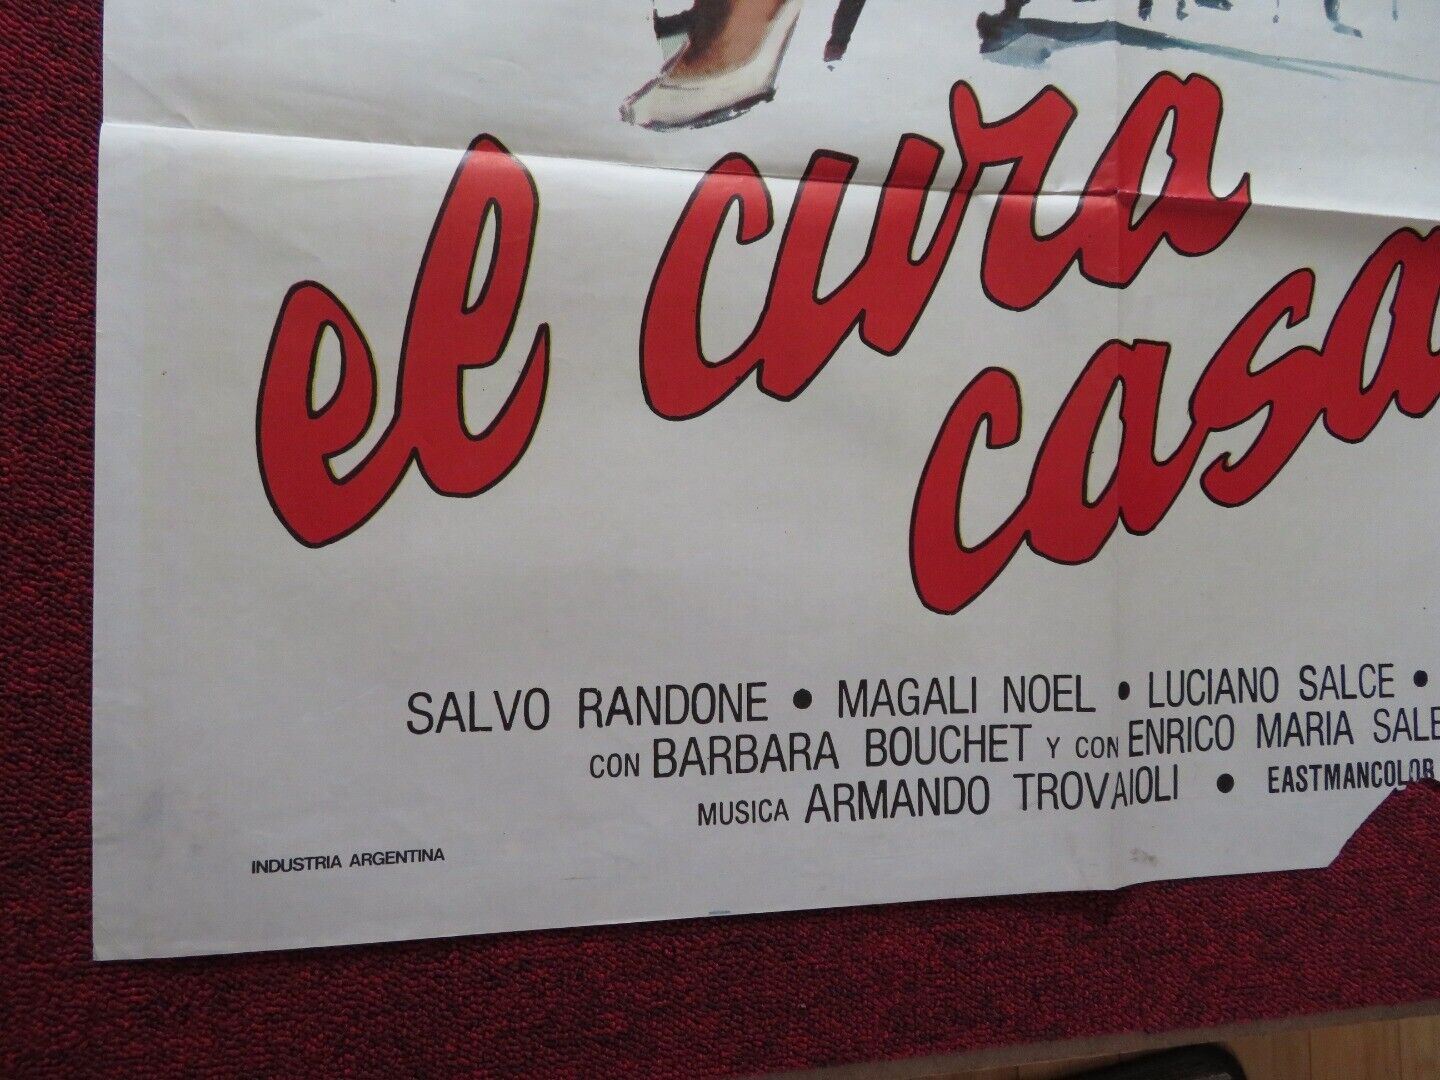 el cura
casa
SALVO RANDONE • MAGALI NOEL • LUCIANO SALCE •
CON BARBARA BOUCHET Y CON ENRICO MARIA SALE
MUSICA ARMANDO TROVAIOLI • EASTMANCOLOR
INDUSTRIA ARGENTINA